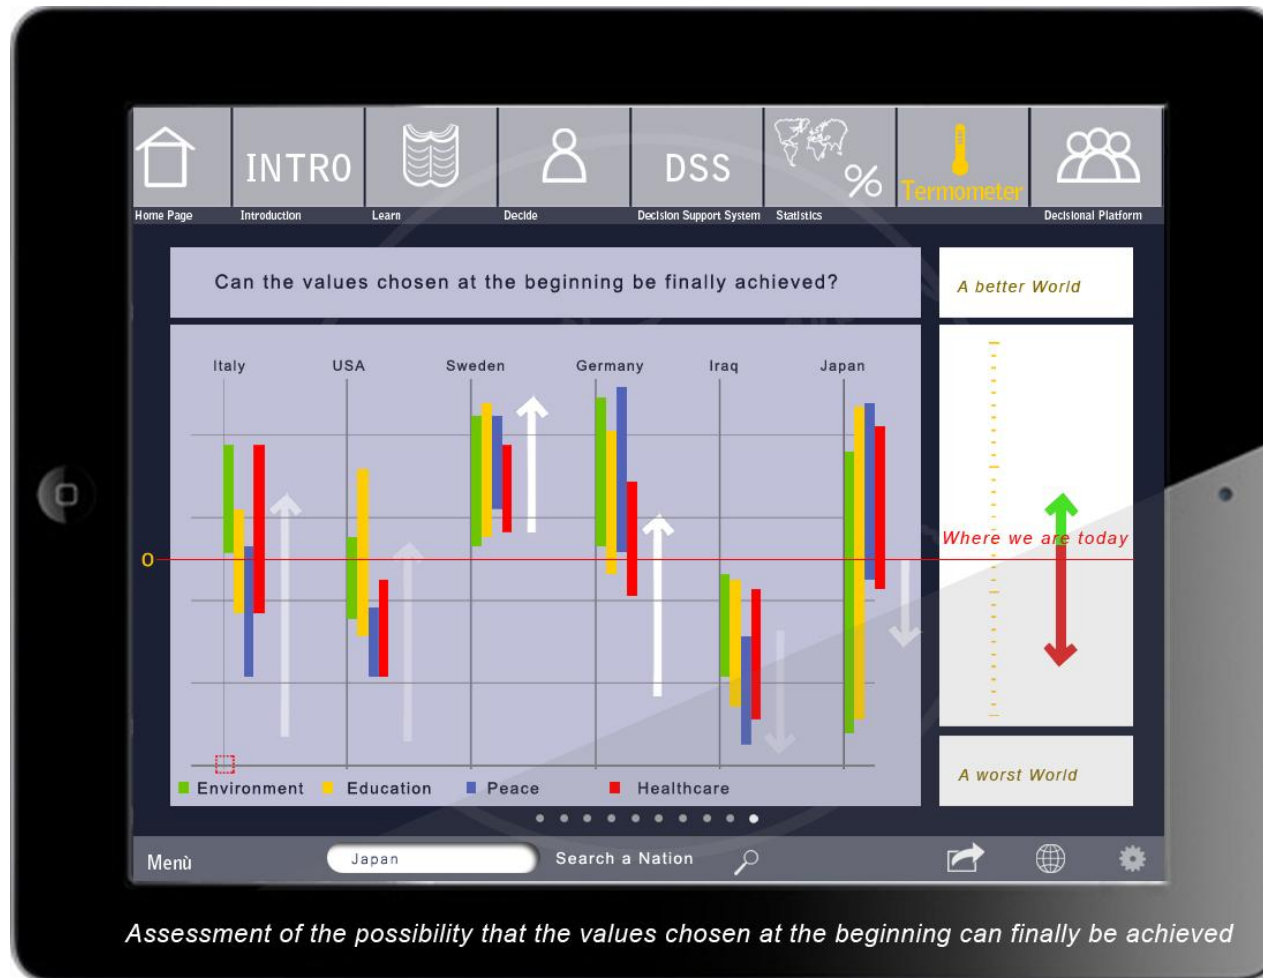 INTRO
DSS
%
Termometer
Home Page
Introduction
Learn
Decide
Decision Support System
Statistics
Decisional Platform
Can the values chosen at the beginning be finally achieved?
A better World
Italy
USA
Sweden
Germany
Iraq
Japan
O
Where we are today
A worst World
Environment
Education
Peace
Healthcare
Menù
Japan
Search a Nation
Assessment of the possibility that the values chosen at the beginning can finally be achieved